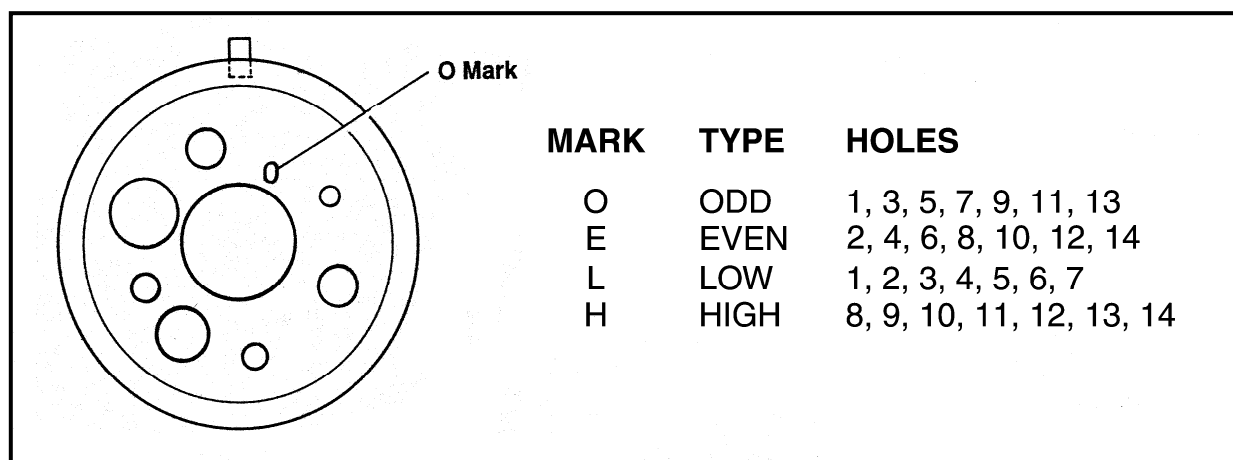 O Mark
O
MARK TYPE HOLES
O ODD 1, 3, 5, 7, 9, 11, 13
E EVEN 2, 4, 6, 8, 10, 12, 14
L LOW 1, 2, 3, 4, 5, 6, 7
H HIGH 8, 9, 10, 11, 12, 13, 14